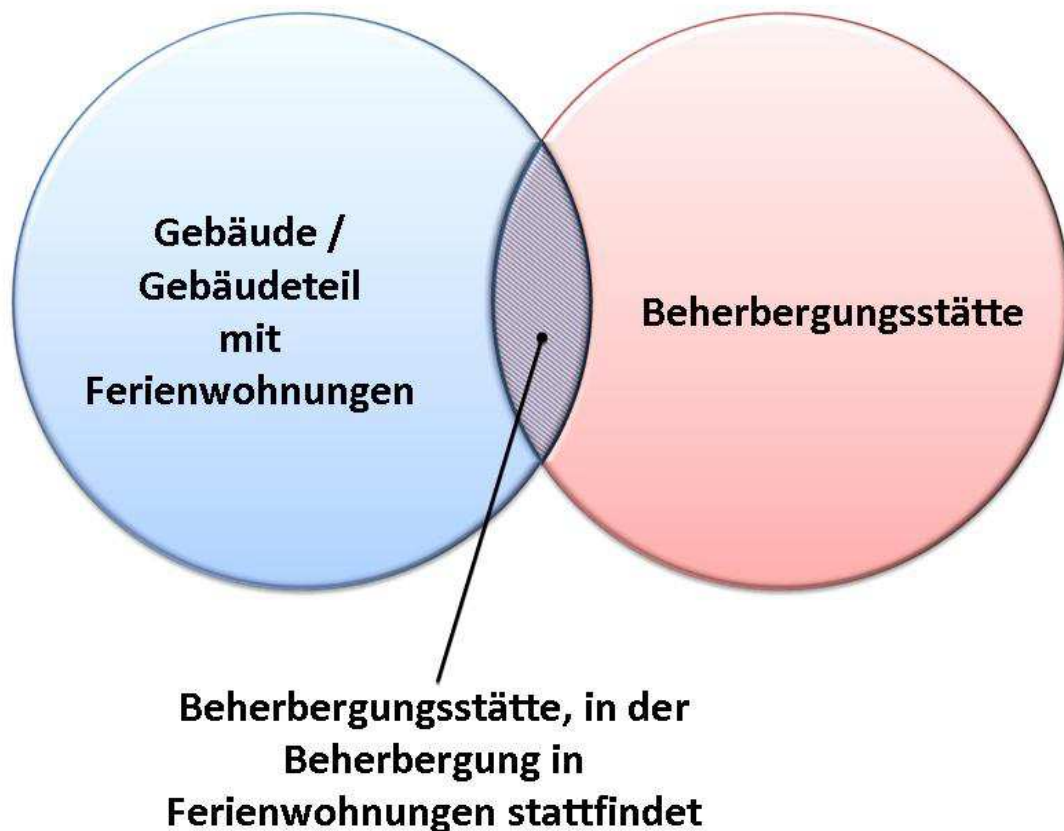 Gebäude /
Gebäudeteil
mit
Ferienwohnungen
Beherbergungsstätte
Beherbergungsstätte, in der
Beherbergung in
Ferienwohnungen stattfindet